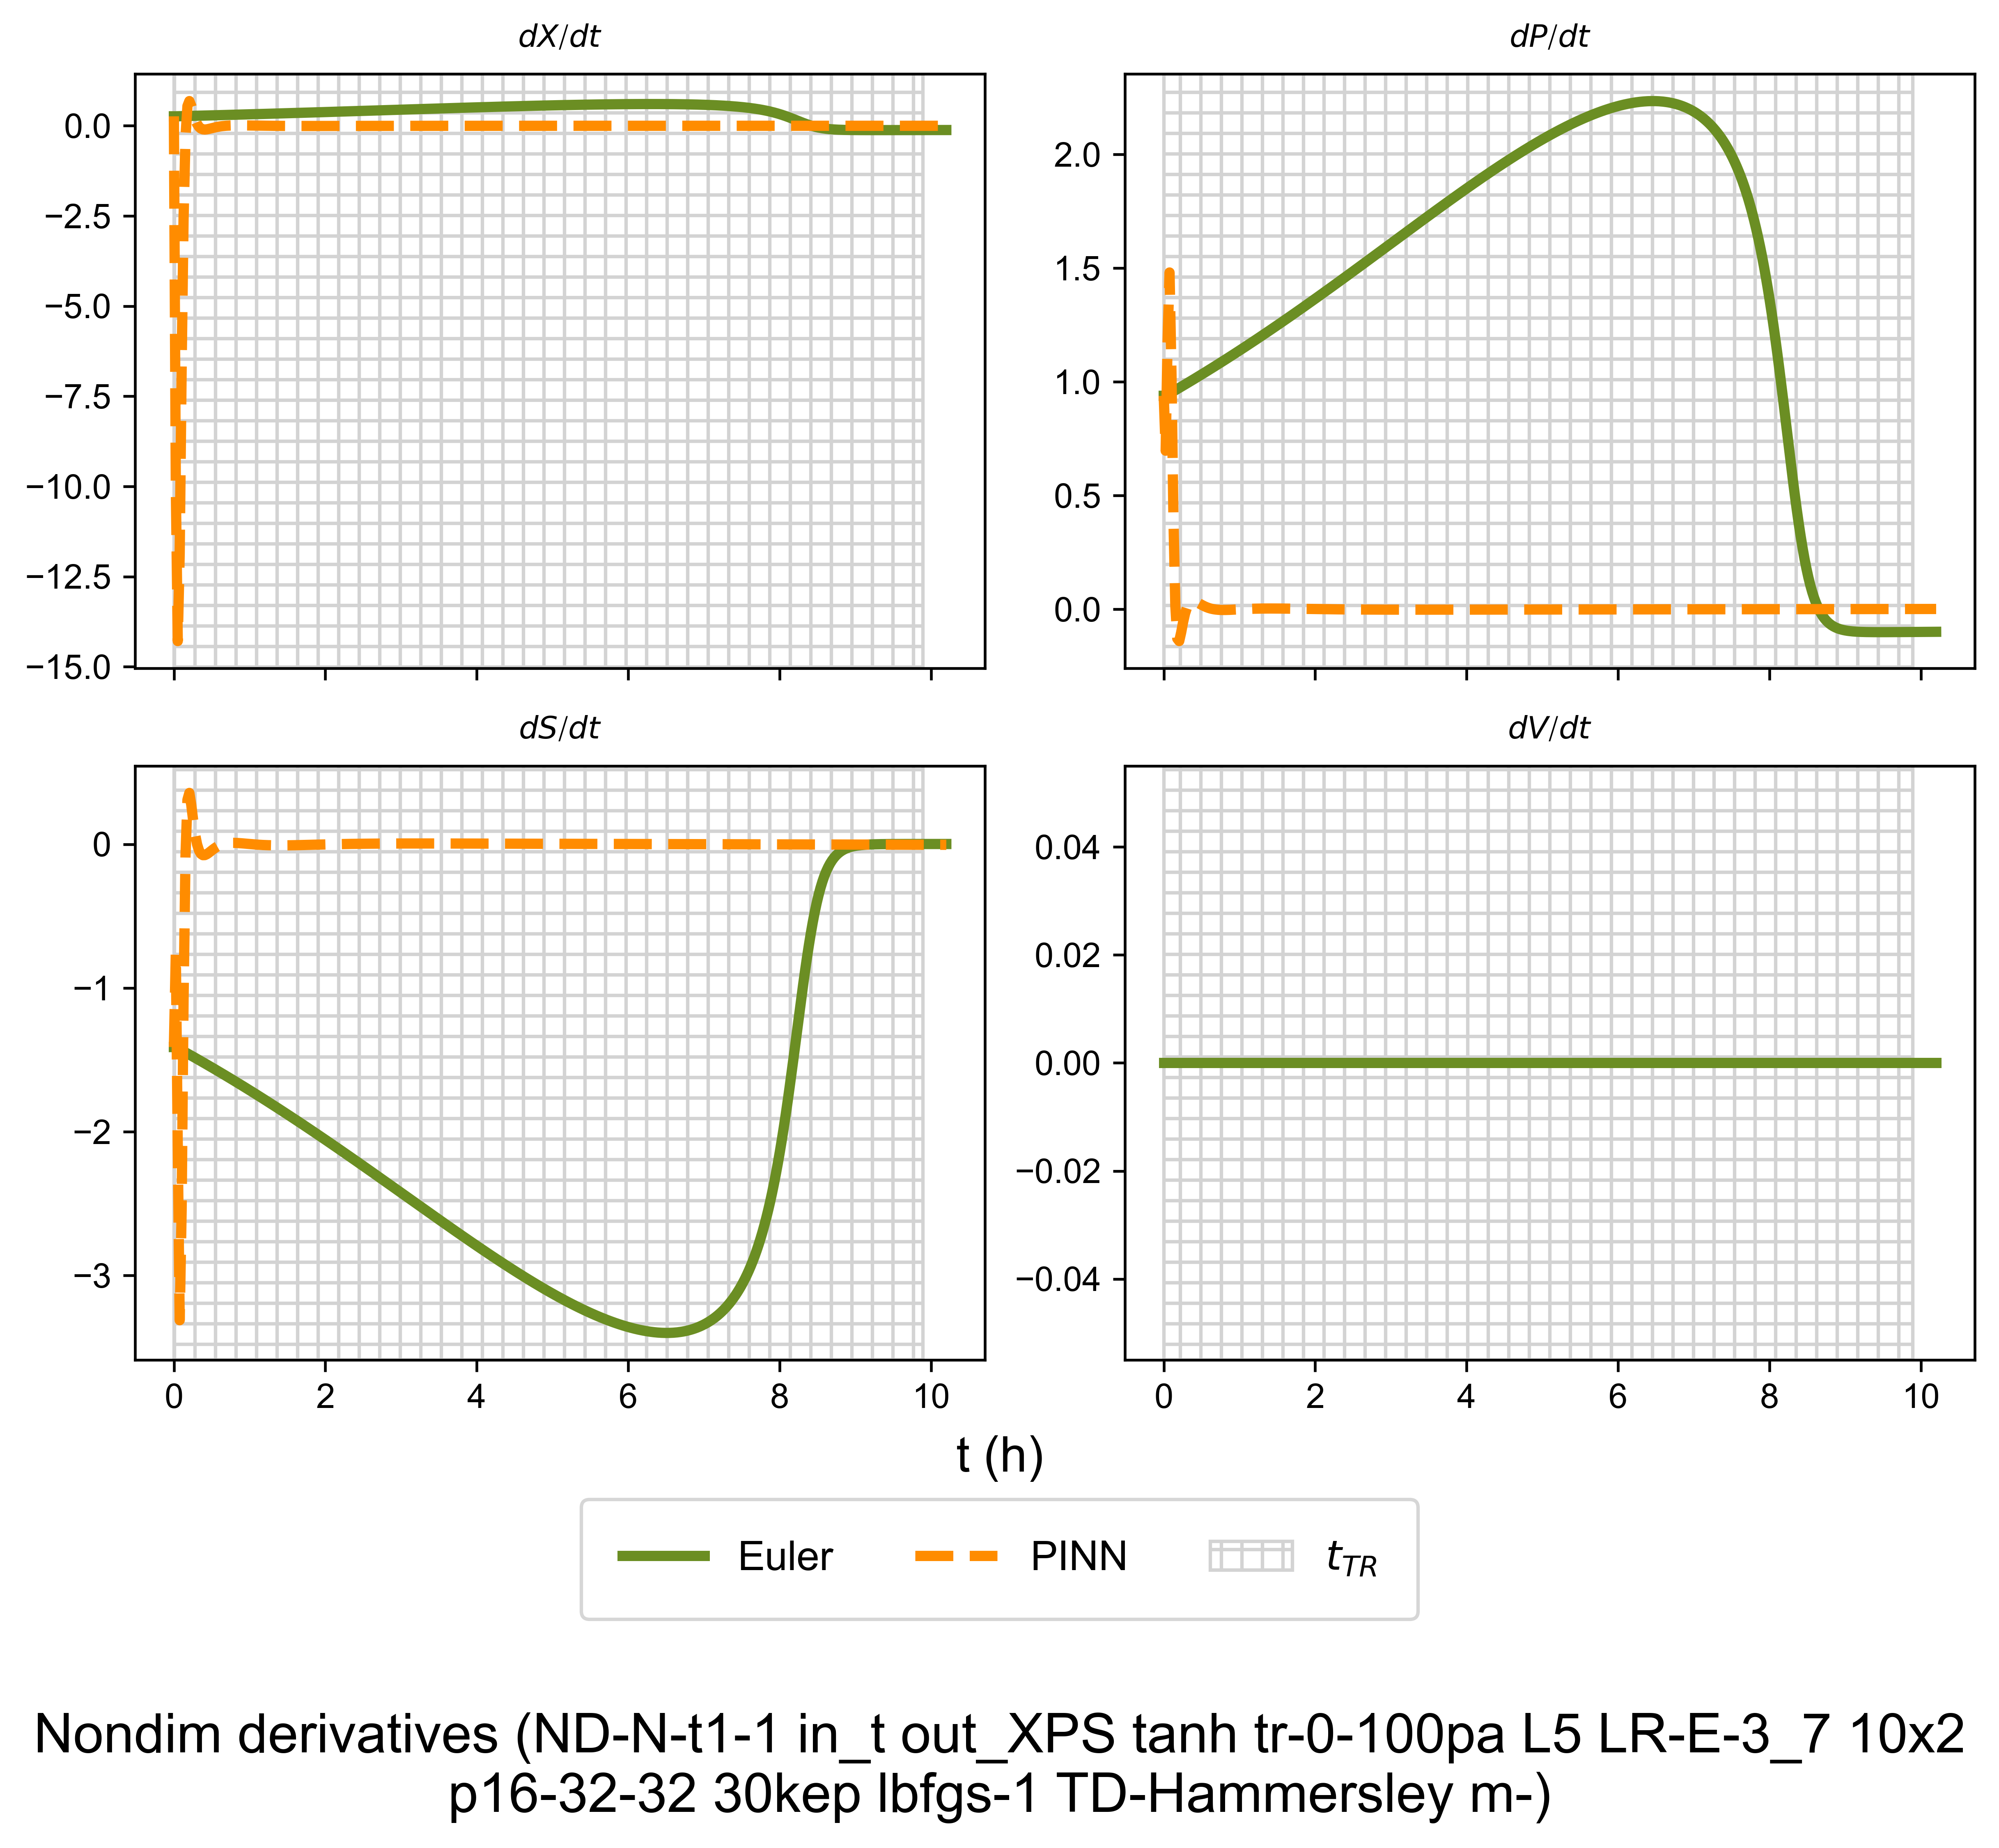 dX/dt
dP/dt
0.0
−2.5
−5.0
−7.5
−10.0
−12.5
−15.0
2.0
1.5
1.0
0.5
0.0
dS/dt
dV/dt
0
−1
−2
−3
0.04
0.02
0.00
−0.02
−0.04
0 2 4 6 8 10
0 2 4 6 8 10
t (h)
Euler PINN t_TR
Nondim derivatives (ND-N-t1-1 in_t out_XPS tanh tr-0-100pa L5 LR-E-3_7 10x2
p16-32-32 30kep lbfgs-1 TD-Hammersley m-)